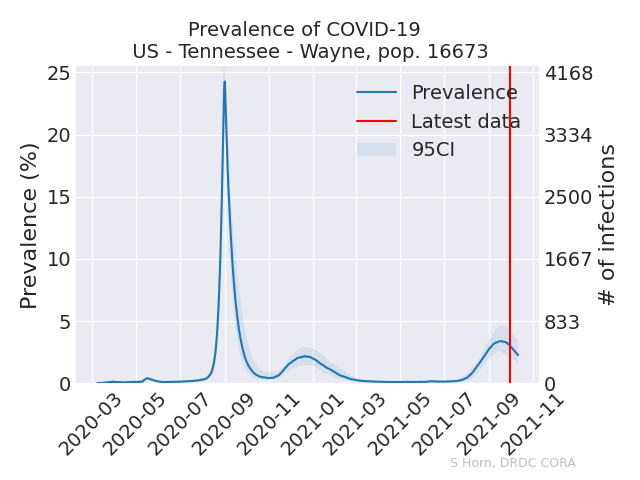 Prevalence of COVID-19
US - Tennessee - Wayne, pop. 16673
Prevalence (%)
25
20
15
10
5
0
Prevalence
Latest data
95CI
4168
3334
2500
1667
833
0
# of infections
2020-03
2020-05
2020-07
2020-09
2020-11
2021-01
2021-03
2021-05
2021-07
2021-09
2021-11
S Horn, DRDC CORA